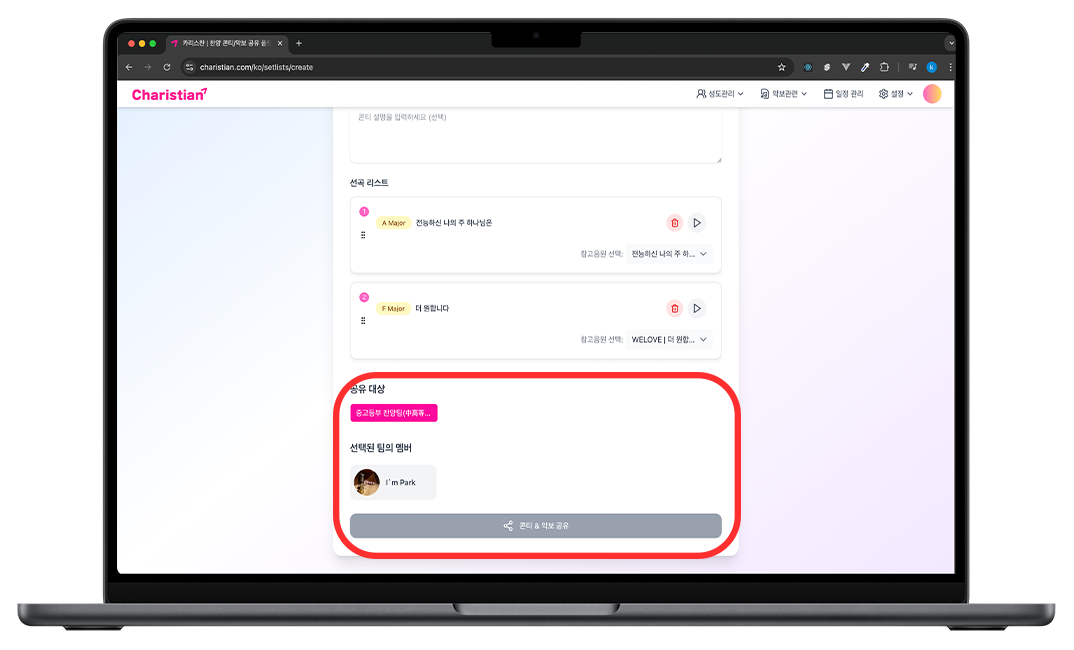 카리스찬 | 찬양 콘티/악보 공유 플
charistian.com/ko/setlists/create
k
Charistian
성도관리
악보관련
일정 관리
설정
콘티 설명을 입력하세요 (선택)
선곡 리스트
1
A Major 전능하신 나의 주 하나님은
참고음원 선택: 전능하신 나의 주 하...
2
F Major 더 원합니다
참고음원 선택: WELOVE | 더 원합...
공유 대상
중고등부 찬양팀(中高等...
선택된 팀의 멤버
I`m Park
콘티 & 악보 공유